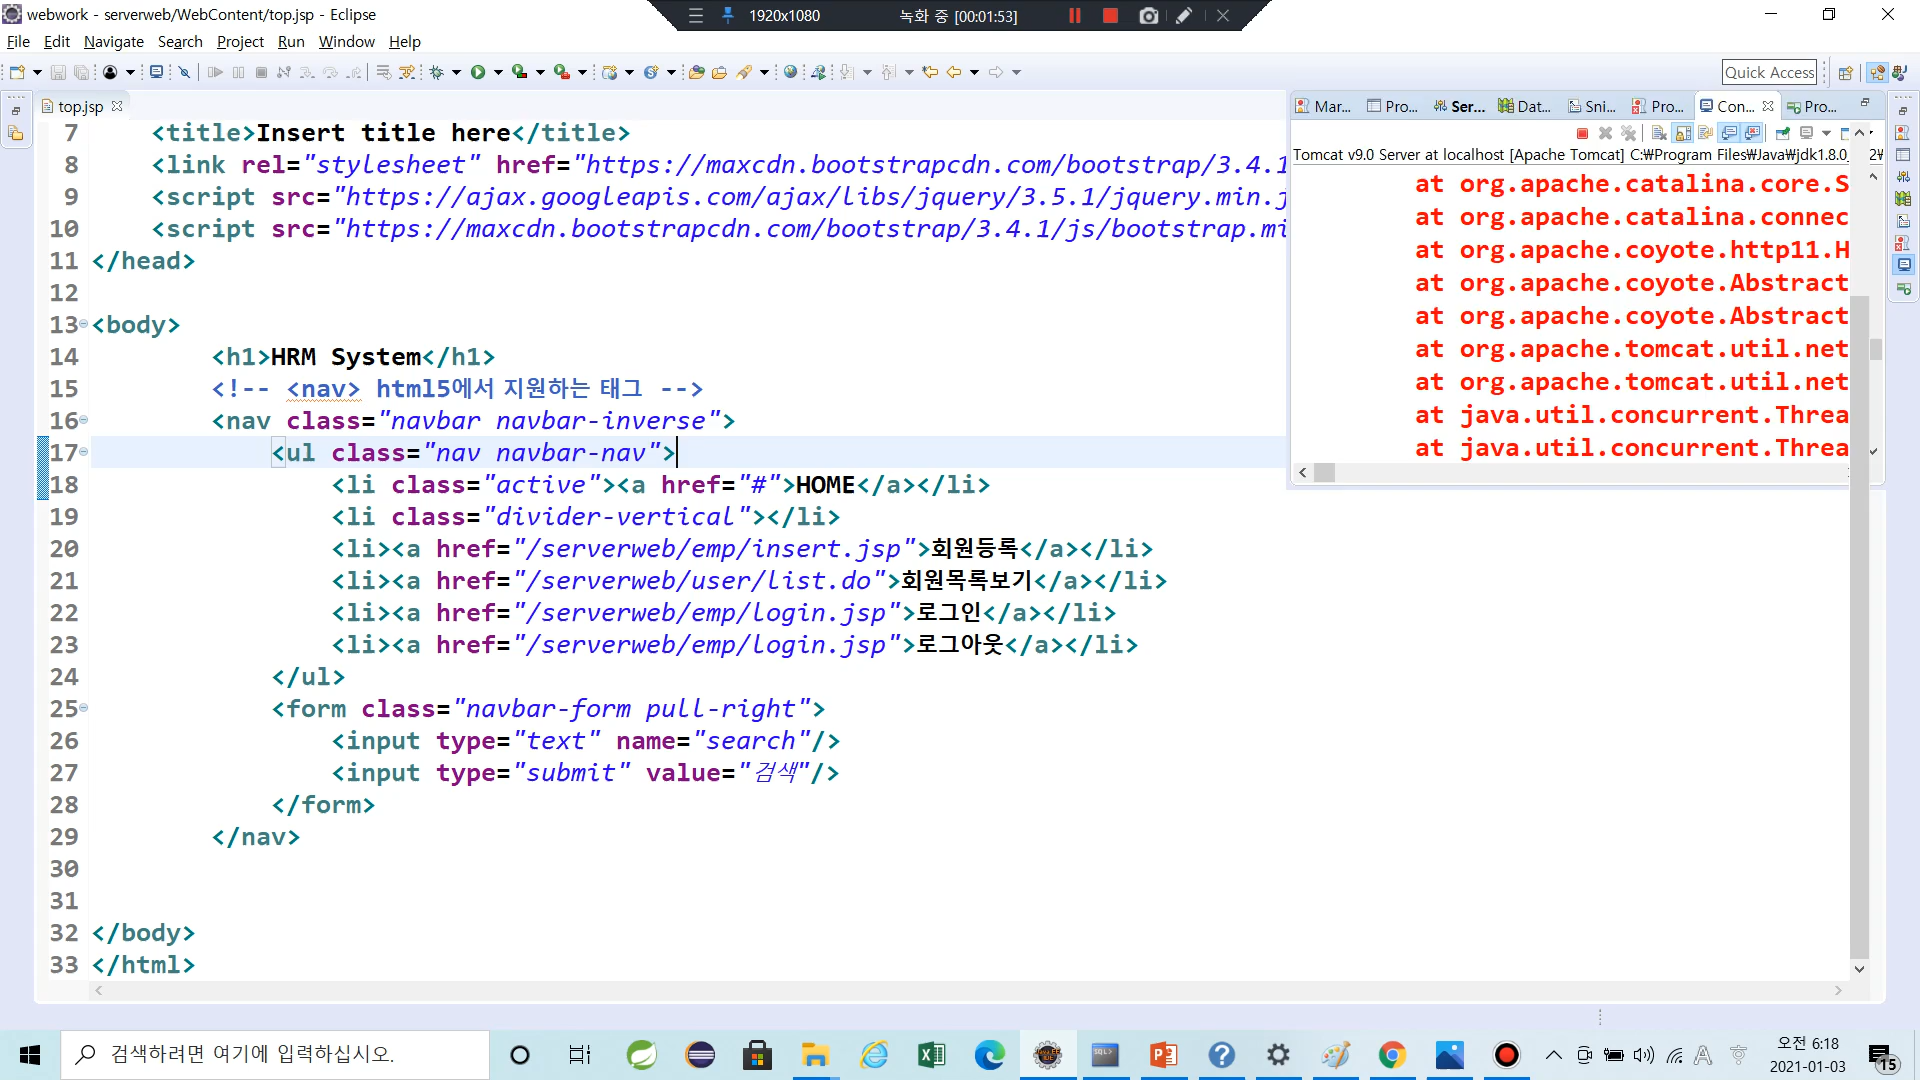 webwork - serverweb/WebContent/top.jsp - Eclipse
1920x1080
녹화 중 [00:01:53]
File Edit Navigate Search Project Run Window Help
Quick Access
top.jsp
7 <title>Insert title here</title>
8 <link rel="stylesheet" href="https://maxcdn.bootstrapcdn.com/bootstrap/3.4.1
9 <script src="https://ajax.googleapis.com/ajax/libs/jquery/3.5.1/jquery.min.j
10 <script src="https://maxcdn.bootstrapcdn.com/bootstrap/3.4.1/js/bootstrap.mi
11 </head>
12
13 <body>
14 <h1>HRM System</h1>
15 <!-- <nav> html5에서 지원하는 태그 -->
16 <nav class="navbar navbar-inverse">
17 <ul class="nav navbar-nav">
18 <li class="active"><a href="#">HOME</a></li>
19 <li class="divider-vertical"></li>
20 <li><a href="/serverweb/emp/insert.jsp">회원등록</a></li>
21 <li><a href="/serverweb/user/list.do">회원목록보기</a></li>
22 <li><a href="/serverweb/emp/login.jsp">로그인</a></li>
23 <li><a href="/serverweb/emp/login.jsp">로그아웃</a></li>
24 </ul>
25 <form class="navbar-form pull-right">
26 <input type="text" name="search"/>
27 <input type="submit" value="검색"/>
28 </form>
29 </nav>
30
31
32 </body>
33 </html>
Mar... Pro... Ser... Dat... Sni... Pro... Con... Pro...
Tomcat v9.0 Server at localhost [Apache Tomcat] C:₩Program Files₩Java₩jdk1.8.0_
at org.apache.catalina.core.S
at org.apache.catalina.connec
at org.apache.coyote.http11.H
at org.apache.coyote.Abstract
at org.apache.coyote.Abstract
at org.apache.tomcat.util.net
at org.apache.tomcat.util.net
at java.util.concurrent.Threa
at java.util.concurrent.Threa
검색하려면 여기에 입력하십시오.
오전 6:18
2021-01-03
15